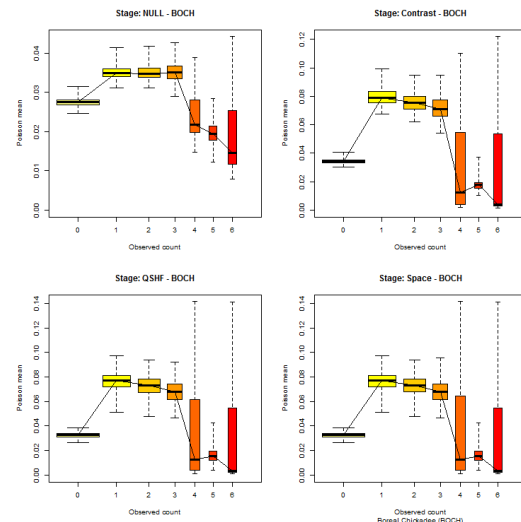 Stage: NULL - BOCH
Poisson mean
0.00 0.01 0.02 0.03 0.04
0 1 2 3 4 5 6
Observed count
Stage: Contrast - BOCH
Poisson mean
0.00 0.02 0.04 0.06 0.08 0.10 0.12
0 1 2 3 4 5 6
Observed count
Stage: QSHF - BOCH
Poisson mean
0.00 0.02 0.04 0.06 0.08 0.10 0.12 0.14
0 1 2 3 4 5 6
Observed count
Stage: Space - BOCH
Poisson mean
0.00 0.02 0.04 0.06 0.08 0.10 0.12 0.14
0 1 2 3 4 5 6
Observed count
Boreal Chickadee (BOCH)